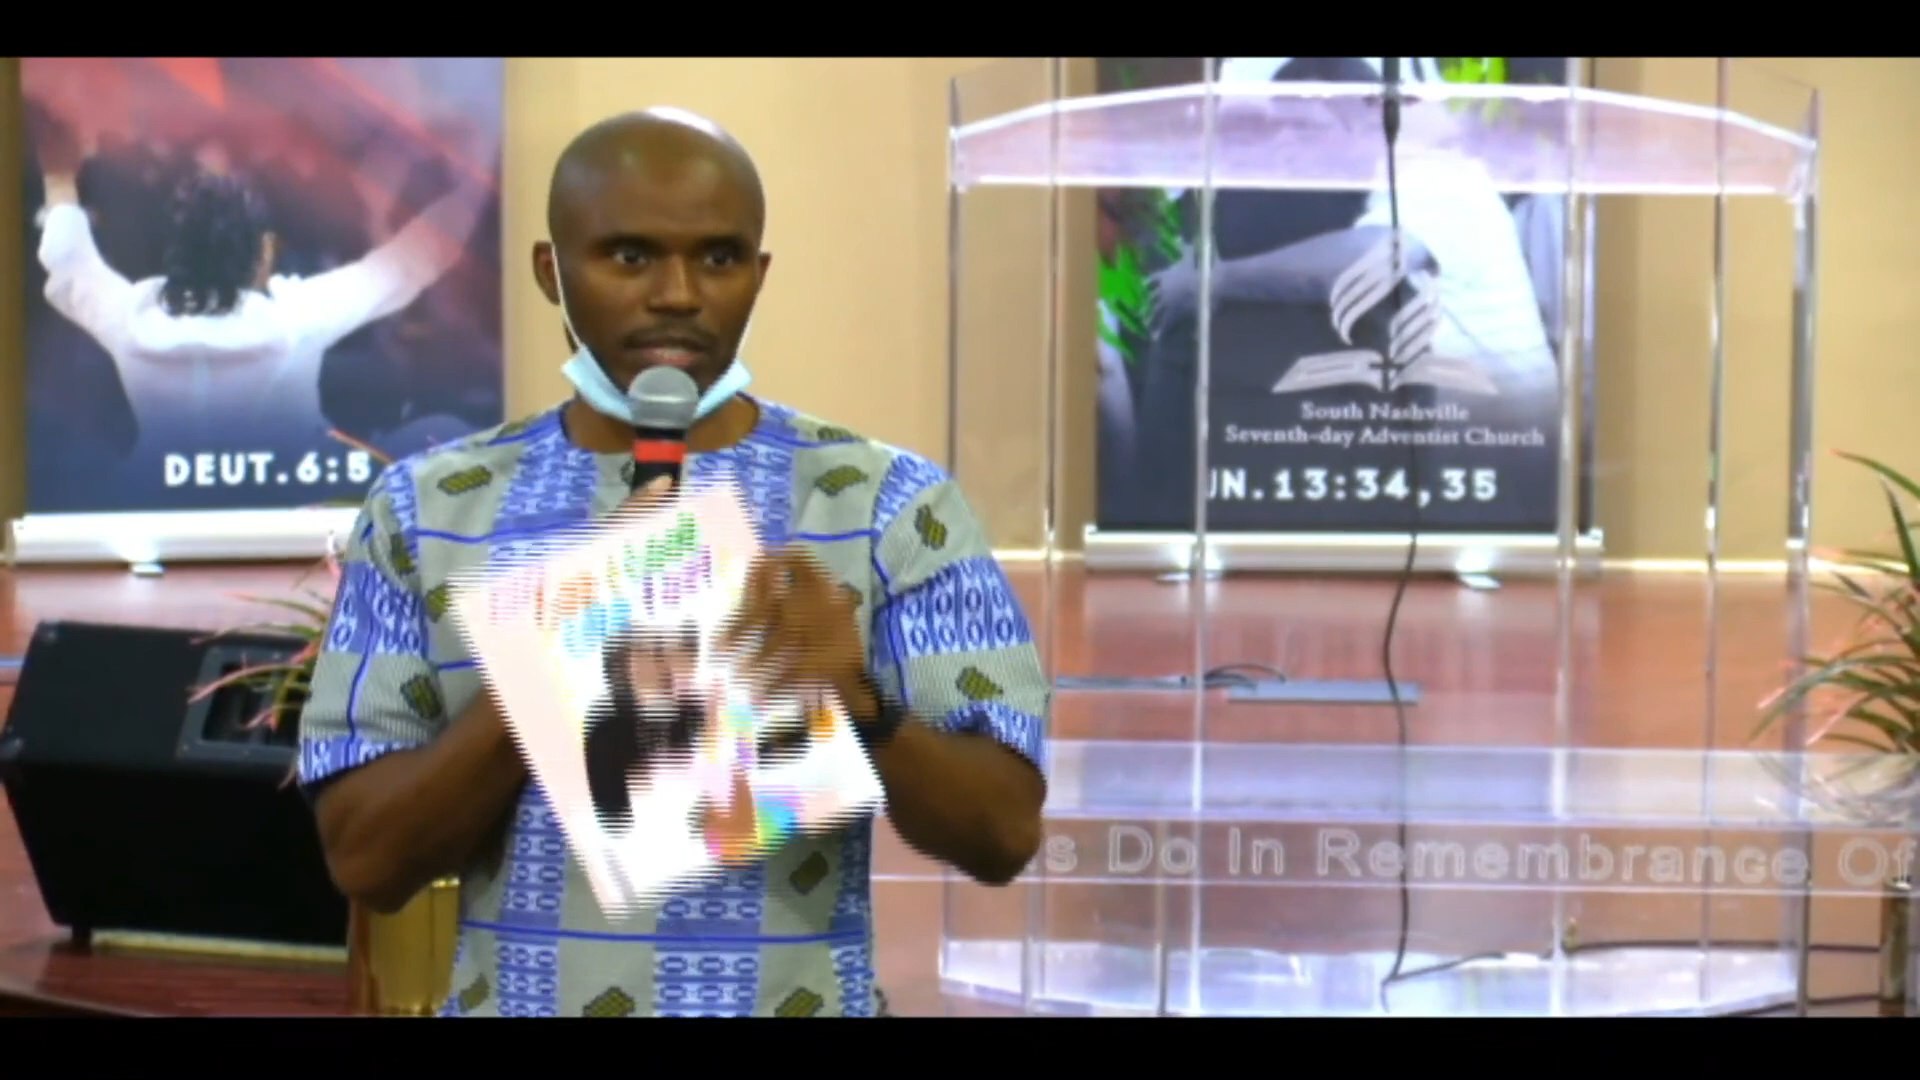 DEUT.6:5
South Nashville
Seventh-day Adventist Church
JN.13:34,35
s Do In Remembrance Of